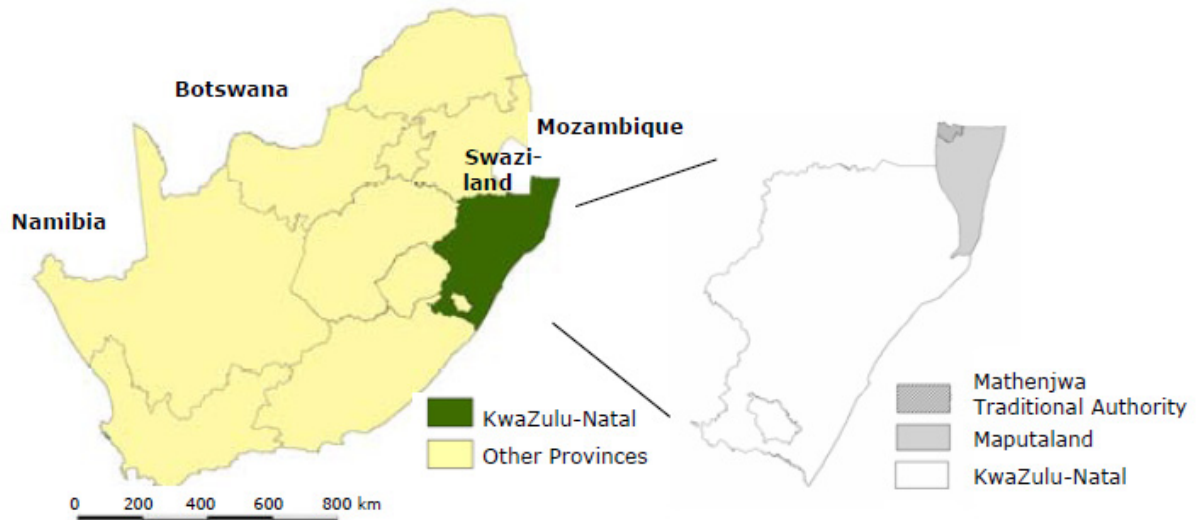 Botswana
Mozambique
Swazi-
land
Namibia
KwaZulu-Natal
Other Provinces
0 200 400 600 800 km
Mathenjwa
Traditional Authority
Maputaland
KwaZulu-Natal